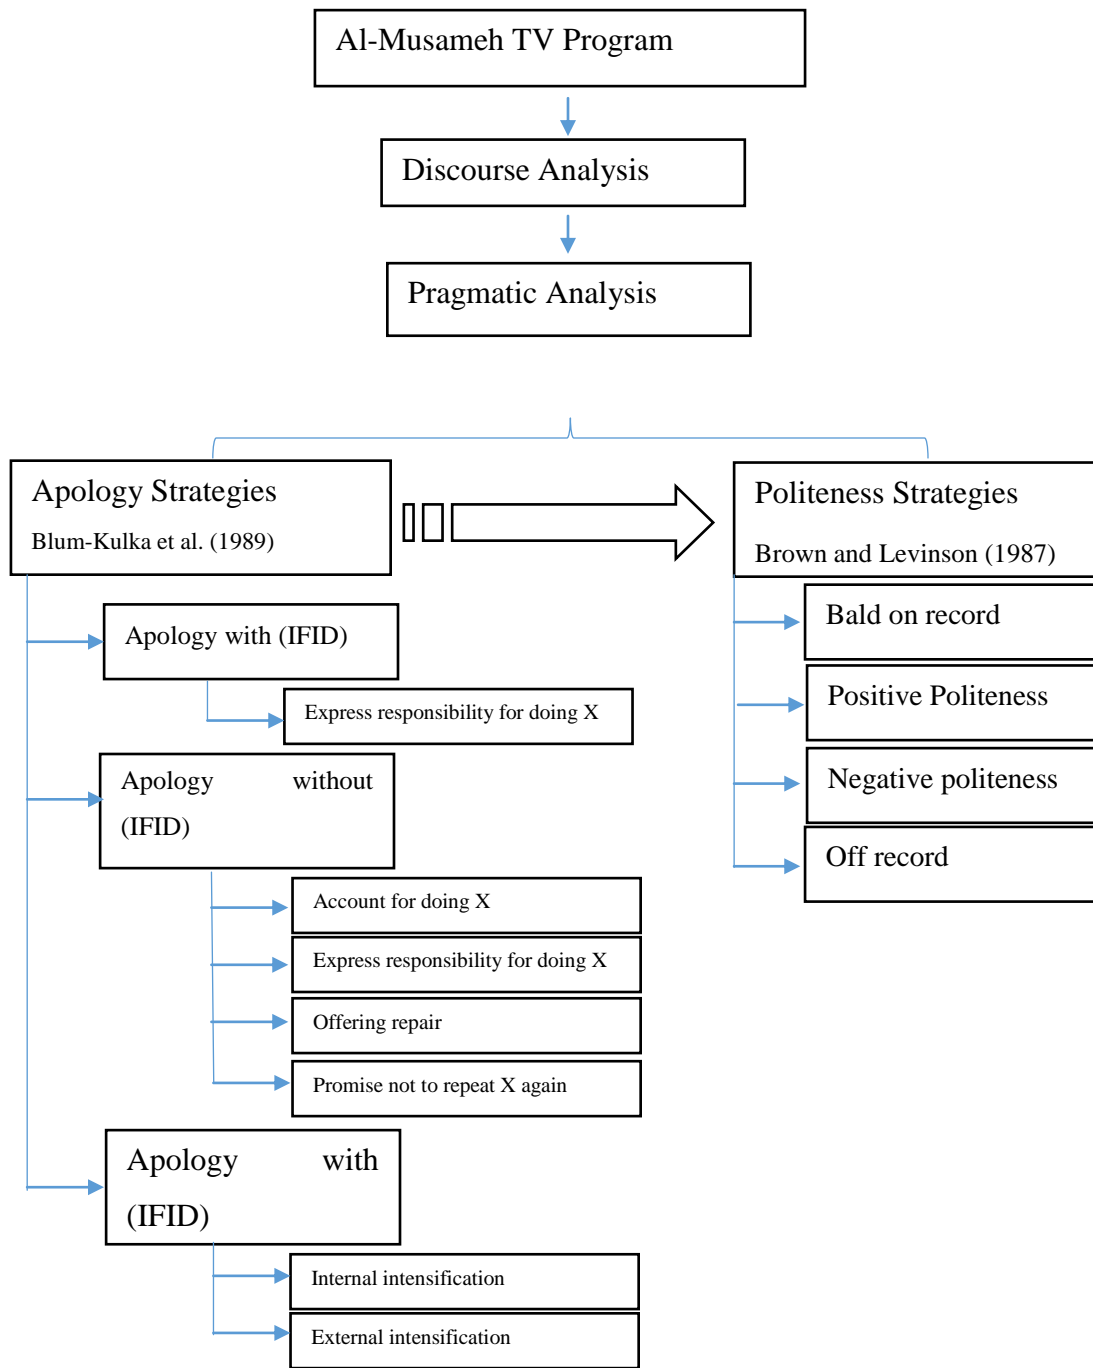 Al-Musameh TV Program
Discourse Analysis
Pragmatic Analysis
Apology Strategies
Blum-Kulka et al. (1989)
Apology with (IFID)
Express responsibility for doing X
Apology without
(IFID)
Account for doing X
Express responsibility for doing X
Offering repair
Promise not to repeat X again
Apology with
(IFID)
Internal intensification
External intensification
Politeness Strategies
Brown and Levinson (1987)
Bald on record
Positive Politeness
Negative politeness
Off record